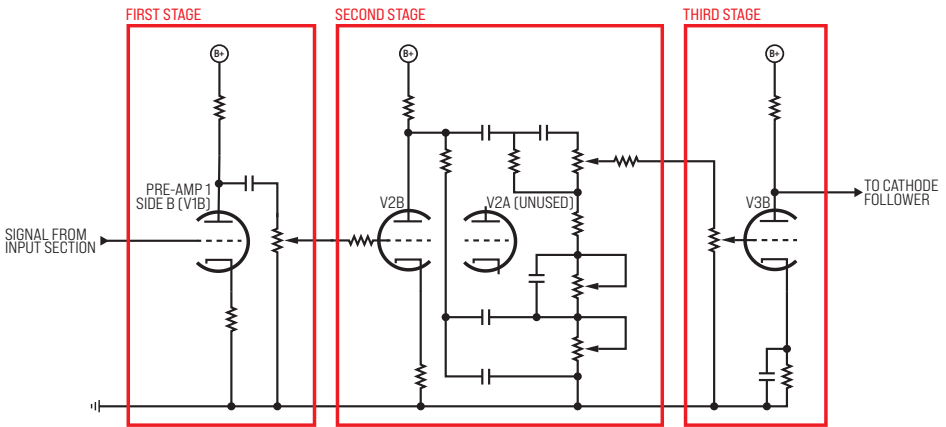 FIRST STAGE
SECOND STAGE
THIRD STAGE
B+
B+
B+
PRE-AMP 1
SIDE B (V1B)
V2B
V2A (UNUSED)
V3B
TO CATHODE
FOLLOWER
SIGNAL FROM
INPUT SECTION